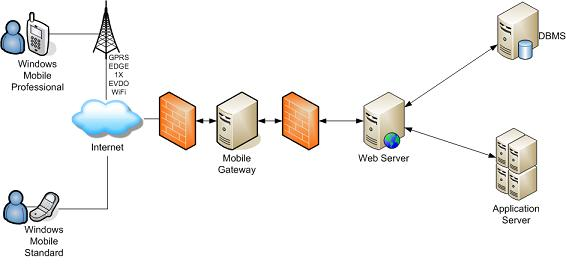 Windows
Mobile
Professional
GPRS
EDGE
1X
EVDO
WiFi
Internet
Mobile
Gateway
Web Server
DBMS
Application
Server
Windows
Mobile
Standard